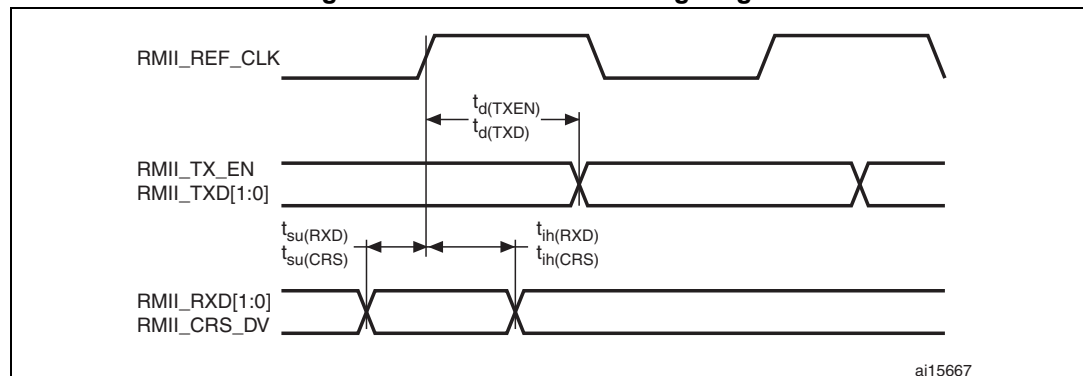 RMII_REF_CLK
td(TXEN)
td(TXD)
RMII_TX_EN
RMII_TXD[1:0]
tsu(RXD)
tsu(CRS)
tih(RXD)
tih(CRS)
RMII_RXD[1:0]
RMII_CRS_DV
ai15667